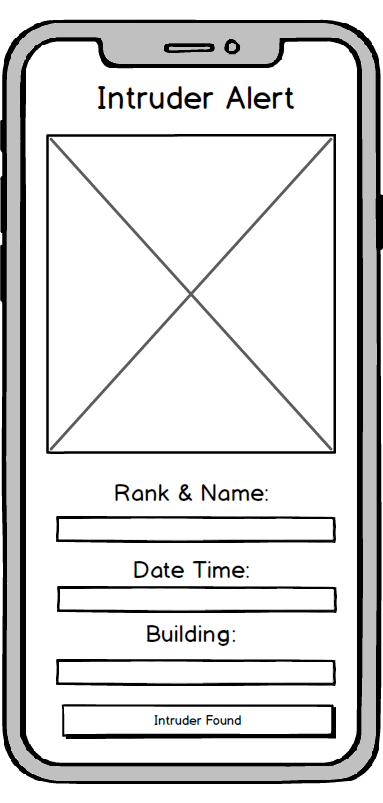 Intruder Alert
Rank & Name:
Date Time:
Building:
Intruder Found